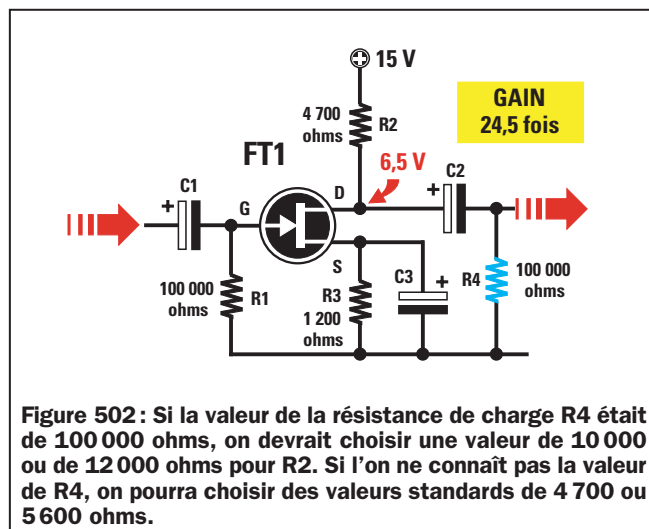 15 V
4 700
ohms
R2
GAIN
24,5 fois
FT1
6,5 V
C1
+
G
D
C2
+
S
100 000
ohms
R1
R3
1 200
ohms
C3
+
R4
100 000
ohms
Figure 502 : Si la valeur de la résistance de charge R4 était
de 100 000 ohms, on devrait choisir une valeur de 10 000
ou de 12 000 ohms pour R2. Si l'on ne connaît pas la valeur
de R4, on pourra choisir des valeurs standards de 4 700 ou
5 600 ohms.